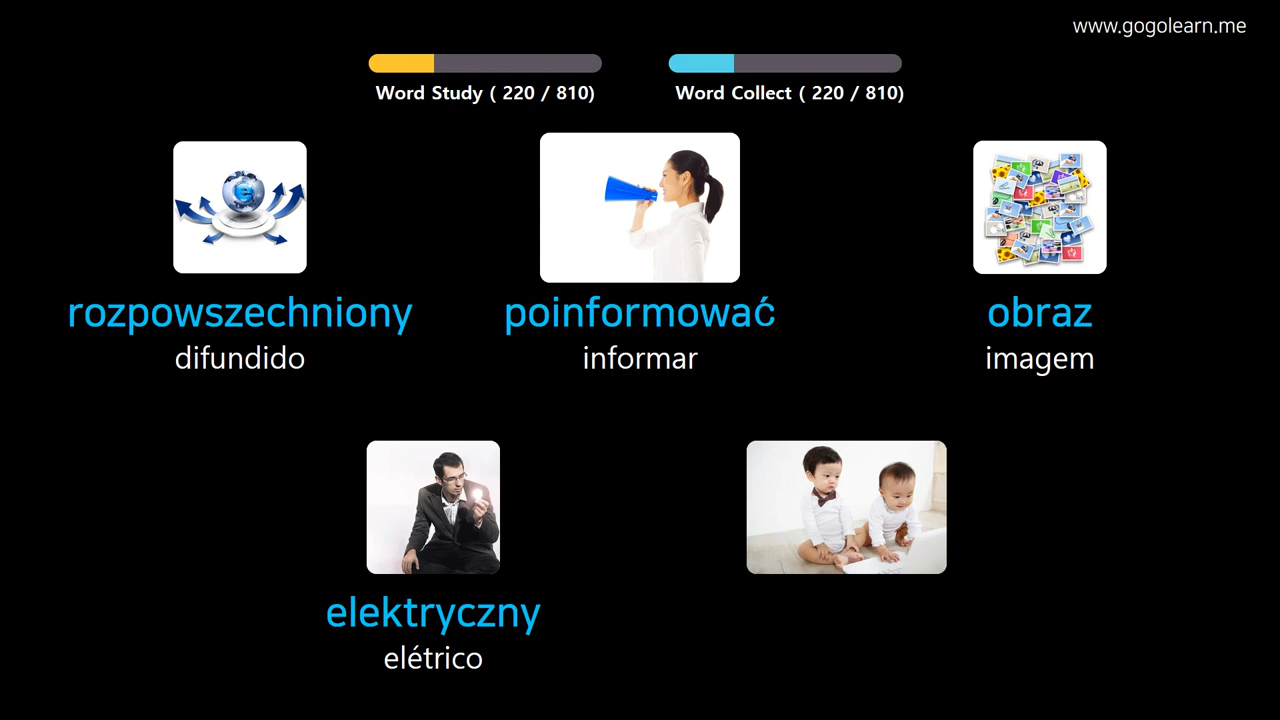 www.gogolearn.me
Word Study ( 220 / 810)
Word Collect ( 220 / 810)
rozpowszechniony
difundido
poinformować
informar
obraz
imagem
elektryczny
elétrico